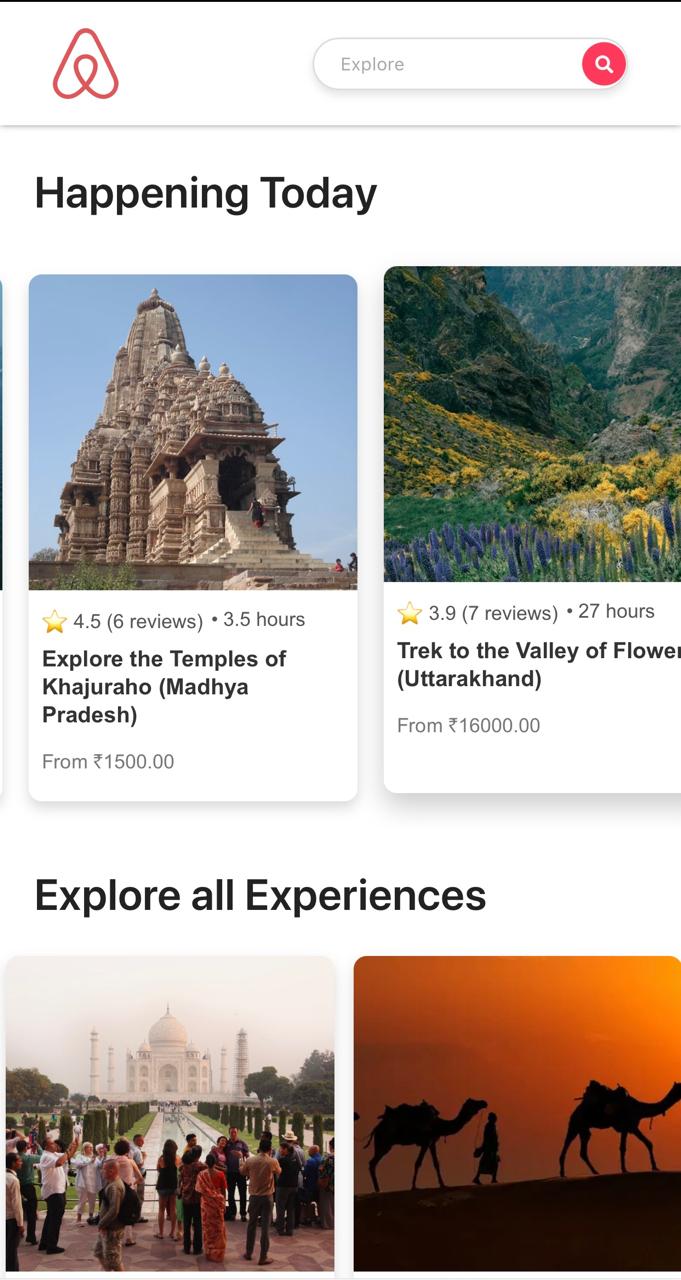 Explore
Happening Today
4.5 (6 reviews) • 3.5 hours
Explore the Temples of
Khajuraho (Madhya
Pradesh)
From ₹1500.00
3.9 (7 reviews) • 27 hours
Trek to the Valley of Flower
(Uttarakhand)
From ₹16000.00
Explore all Experiences